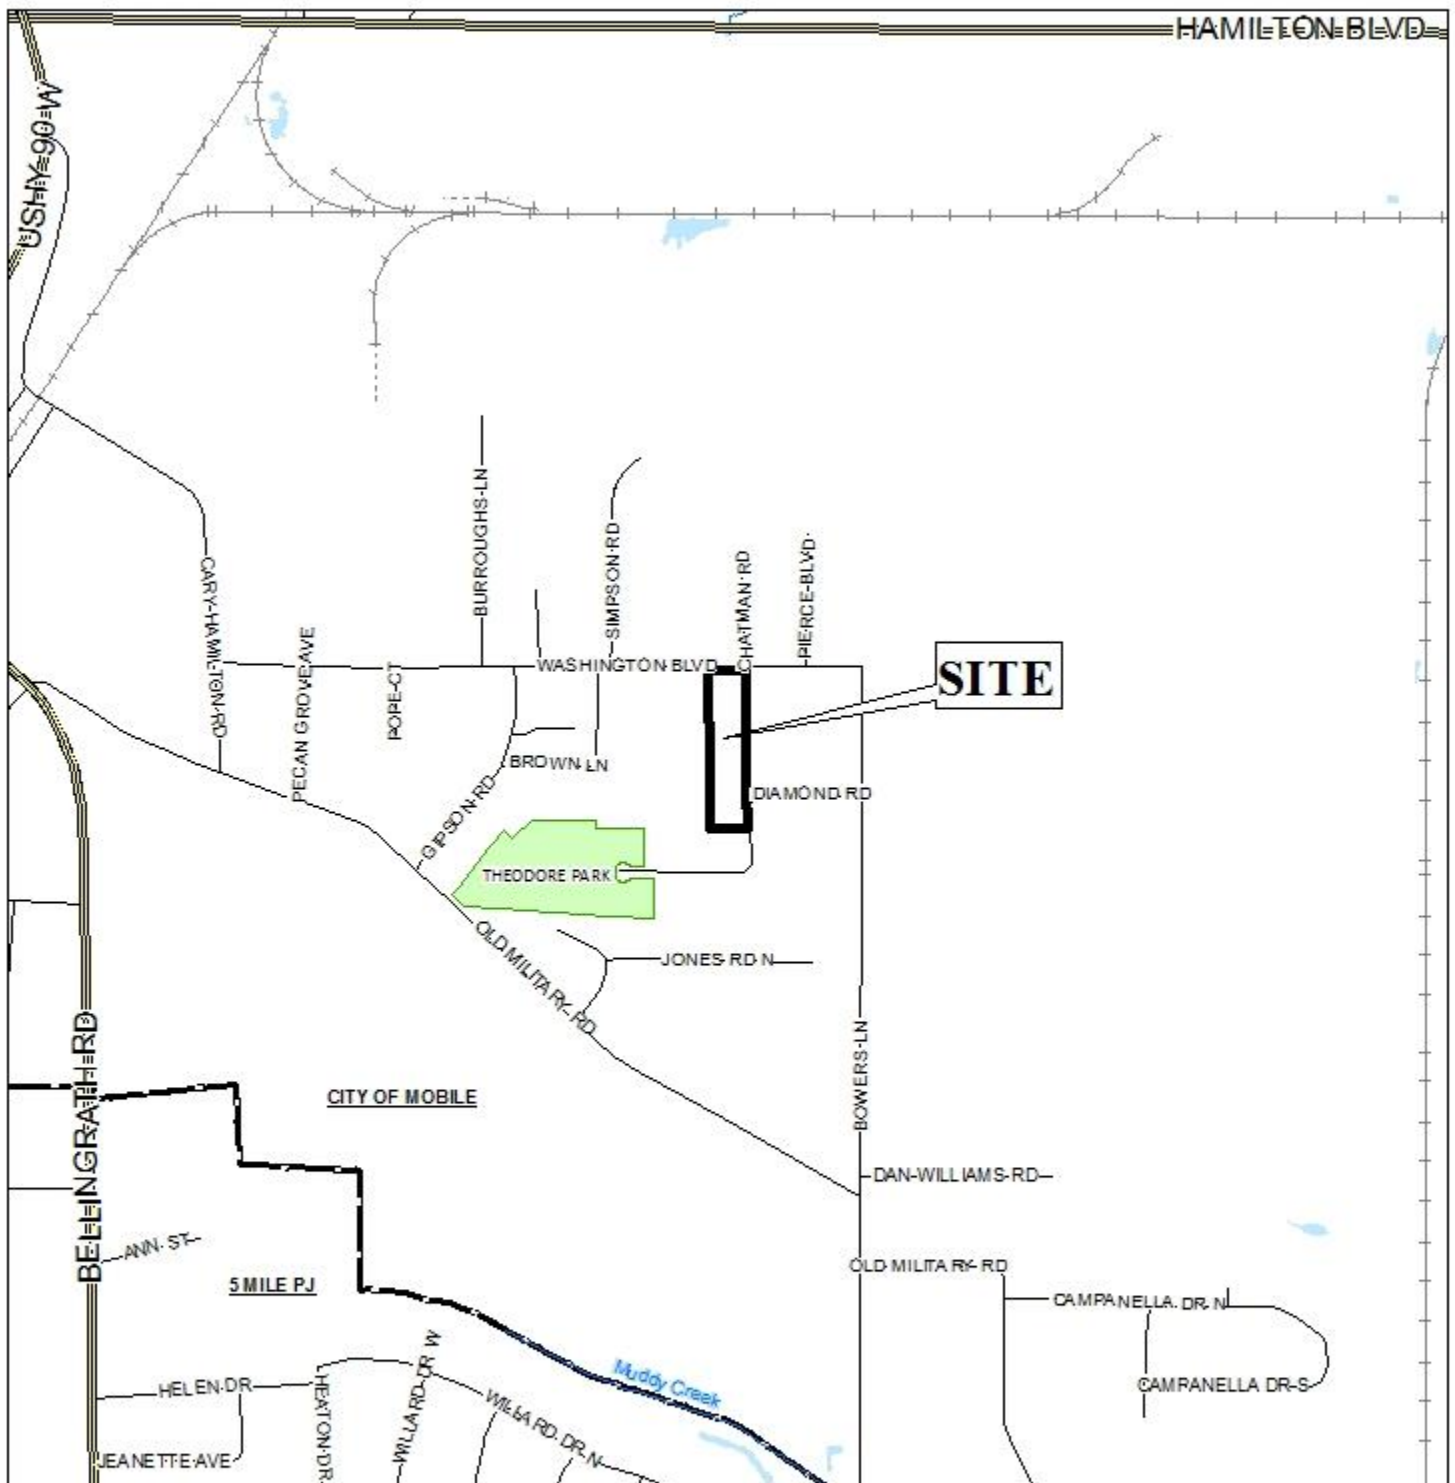 HAMILTON BLVD
USHY 90 W
BURROUGHS LN
SIMPSON RD
CHATMAN RD
PIERCE BLVD
CARY HAMILTON RD
PECAN GROVE AVE
POPE CT
WASHINGTON BLVD
SITE
BROWN LN
DIAMOND RD
GIPSON RD
THEODORE PARK
OLD MILITARY RD
JONES RD N
BELLINGRATH RD
BOWERS LN
CITY OF MOBILE
DAN WILLIAMS RD
ANN ST
5 MILE PJ
OLD MILITARY RD
CAMPANELLA DR N
CAMPANELLA DR S
Muddy Creek
HELEN DR
HEATON DR
WILLARD DR W
WILLARD DR N
JEANETTE AVE